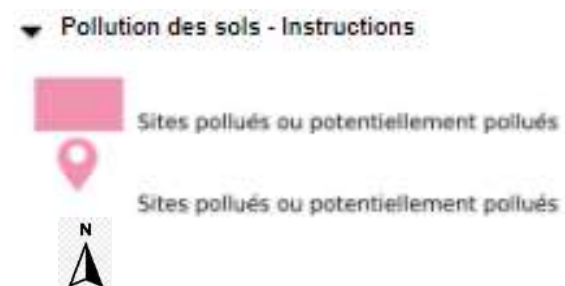 Pollution des sols - Instructions
Sites pollués ou potentiellement pollués
Sites pollués ou potentiellement pollués
N